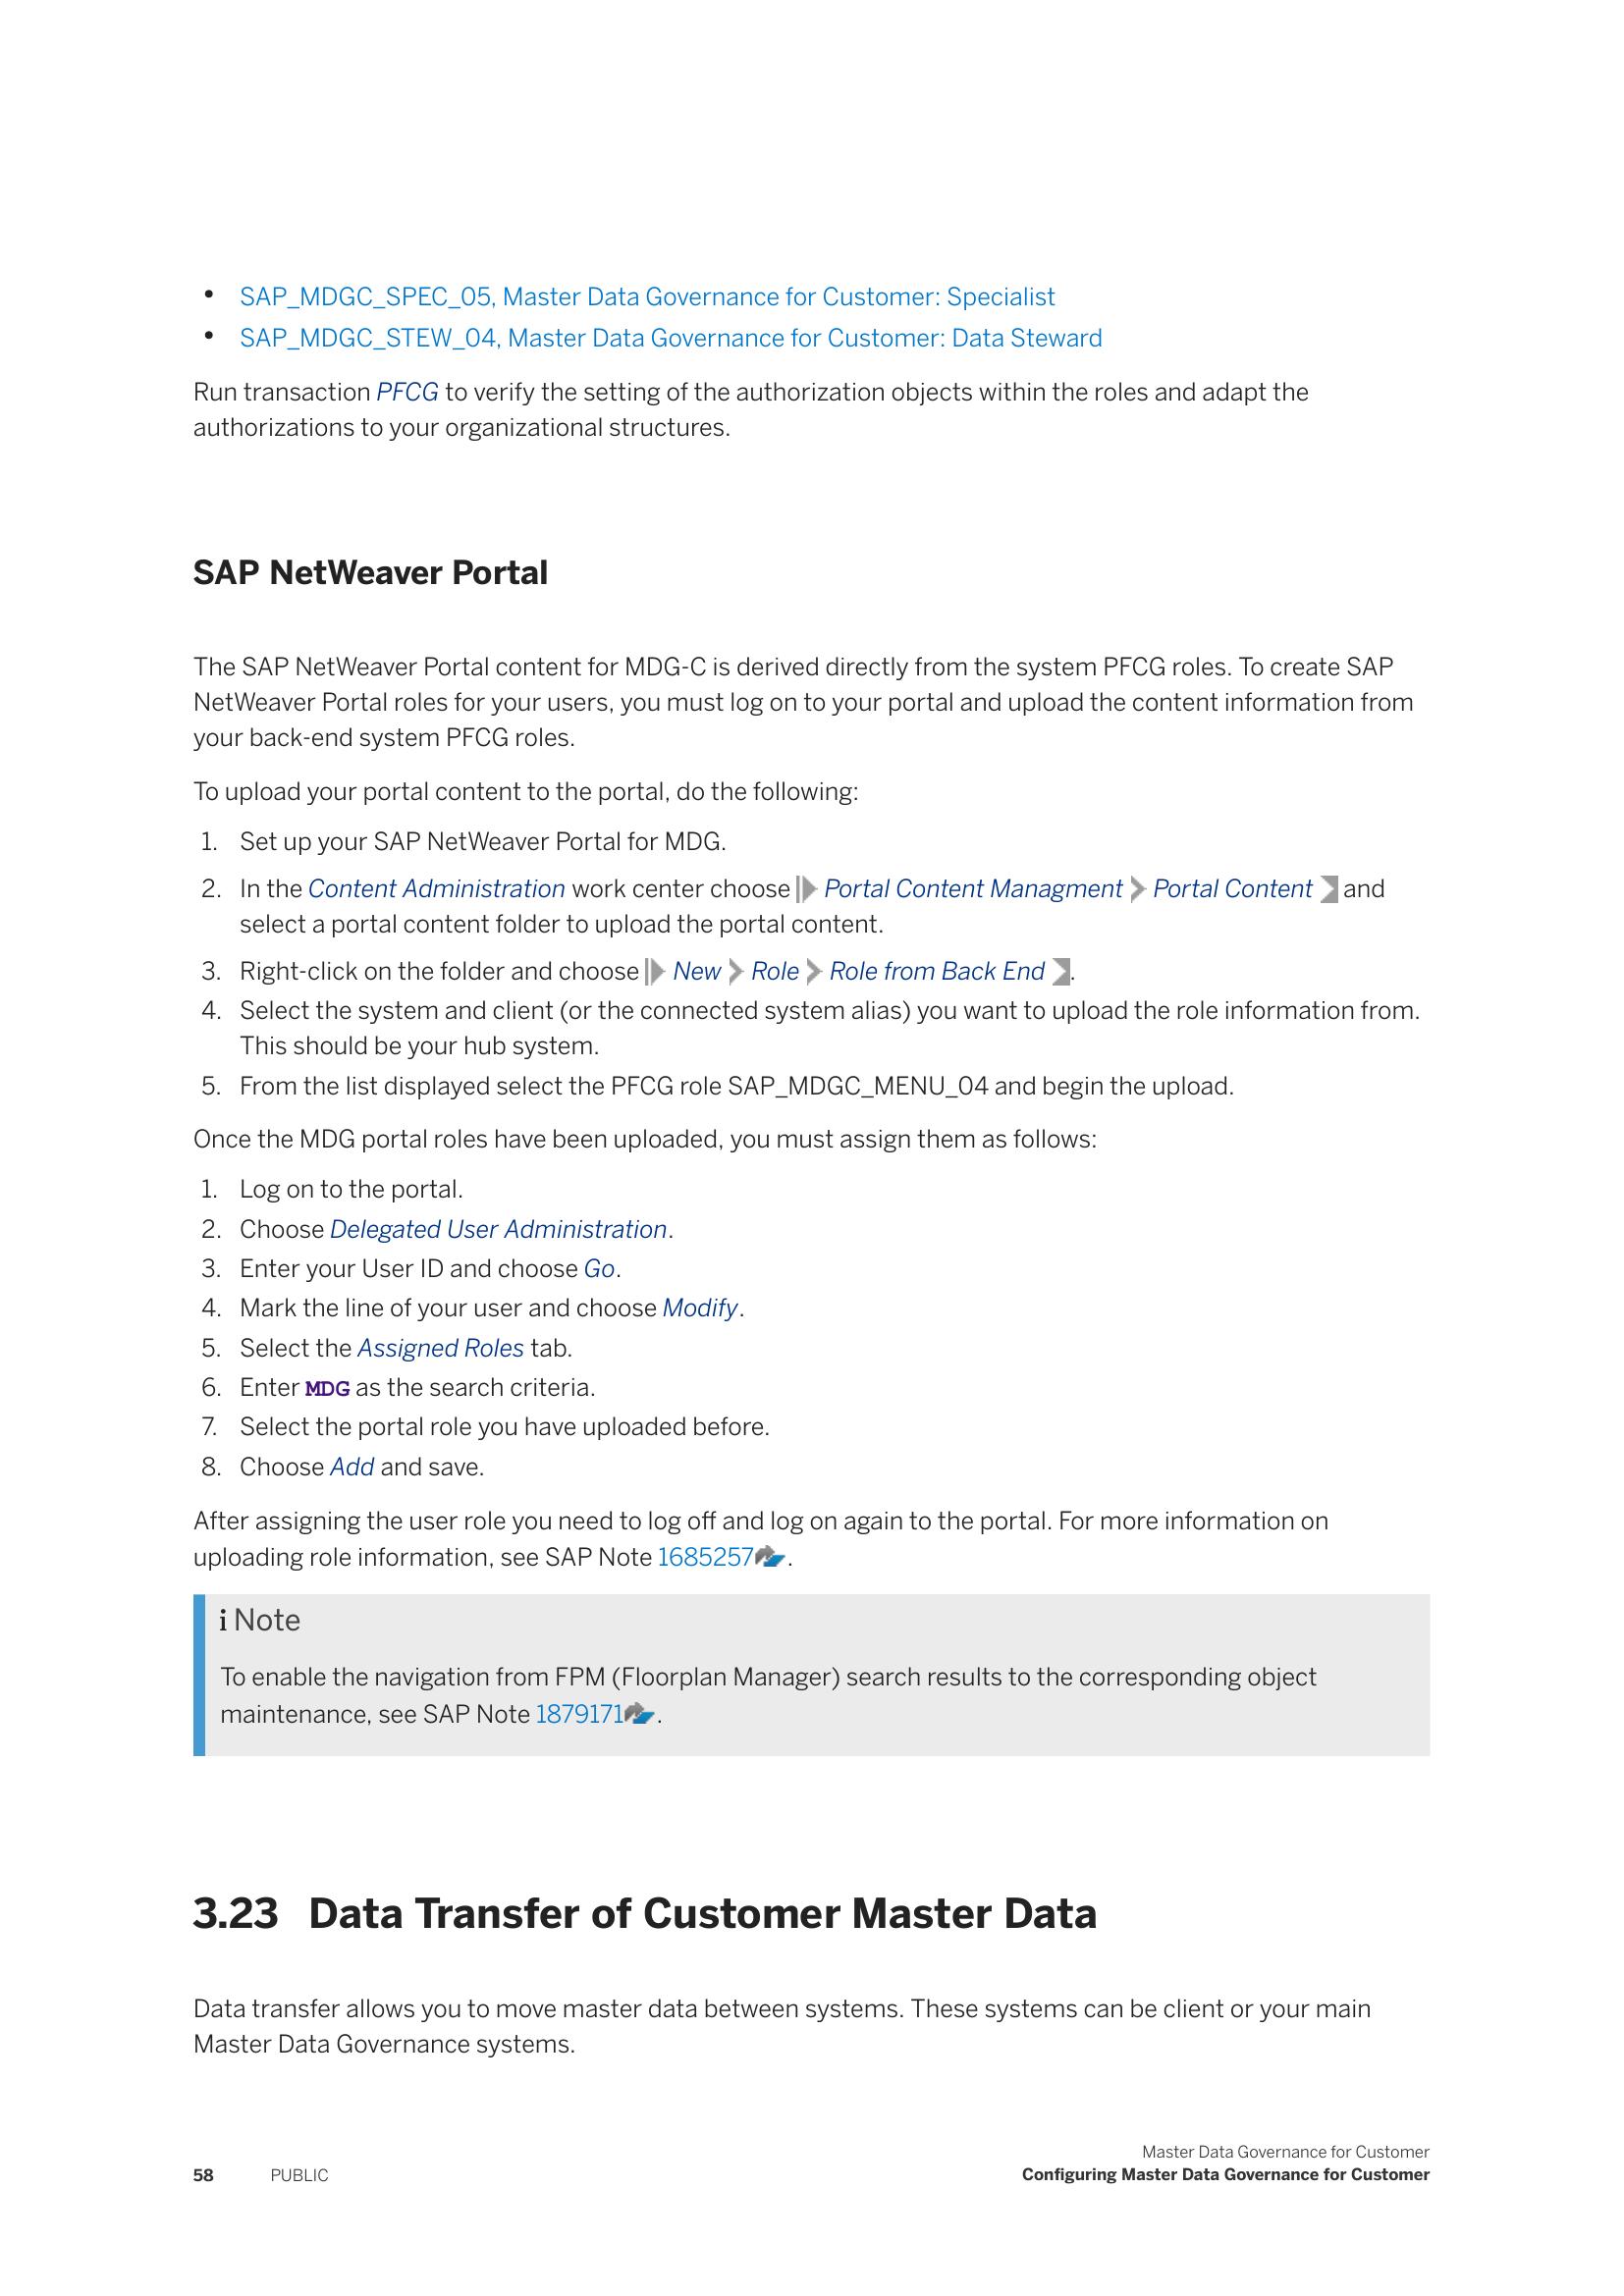 • SAP_MDGC_SPEC_05, Master Data Governance for Customer: Specialist
• SAP_MDGC_STEW_04, Master Data Governance for Customer: Data Steward
Run transaction PFCG to verify the setting of the authorization objects within the roles and adapt the
authorizations to your organizational structures.
SAP NetWeaver Portal
The SAP NetWeaver Portal content for MDG-C is derived directly from the system PFCG roles. To create SAP
NetWeaver Portal roles for your users, you must log on to your portal and upload the content information from
your back-end system PFCG roles.
To upload your portal content to the portal, do the following:
1. Set up your SAP NetWeaver Portal for MDG.
2. In the Content Administration work center choose Portal Content Managment Portal Content and
select a portal content folder to upload the portal content.
3. Right-click on the folder and choose New Role Role from Back End .
4. Select the system and client (or the connected system alias) you want to upload the role information from.
This should be your hub system.
5. From the list displayed select the PFCG role SAP_MDGC_MENU_04 and begin the upload.
Once the MDG portal roles have been uploaded, you must assign them as follows:
1. Log on to the portal.
2. Choose Delegated User Administration.
3. Enter your User ID and choose Go.
4. Mark the line of your user and choose Modify.
5. Select the Assigned Roles tab.
6. Enter MDG as the search criteria.
7. Select the portal role you have uploaded before.
8. Choose Add and save.
After assigning the user role you need to log off and log on again to the portal. For more information on
uploading role information, see SAP Note 1685257 .
i Note
To enable the navigation from FPM (Floorplan Manager) search results to the corresponding object
maintenance, see SAP Note 1879171 .
3.23 Data Transfer of Customer Master Data
Data transfer allows you to move master data between systems. These systems can be client or your main
Master Data Governance systems.
Master Data Governance for Customer
58 PUBLIC Configuring Master Data Governance for Customer